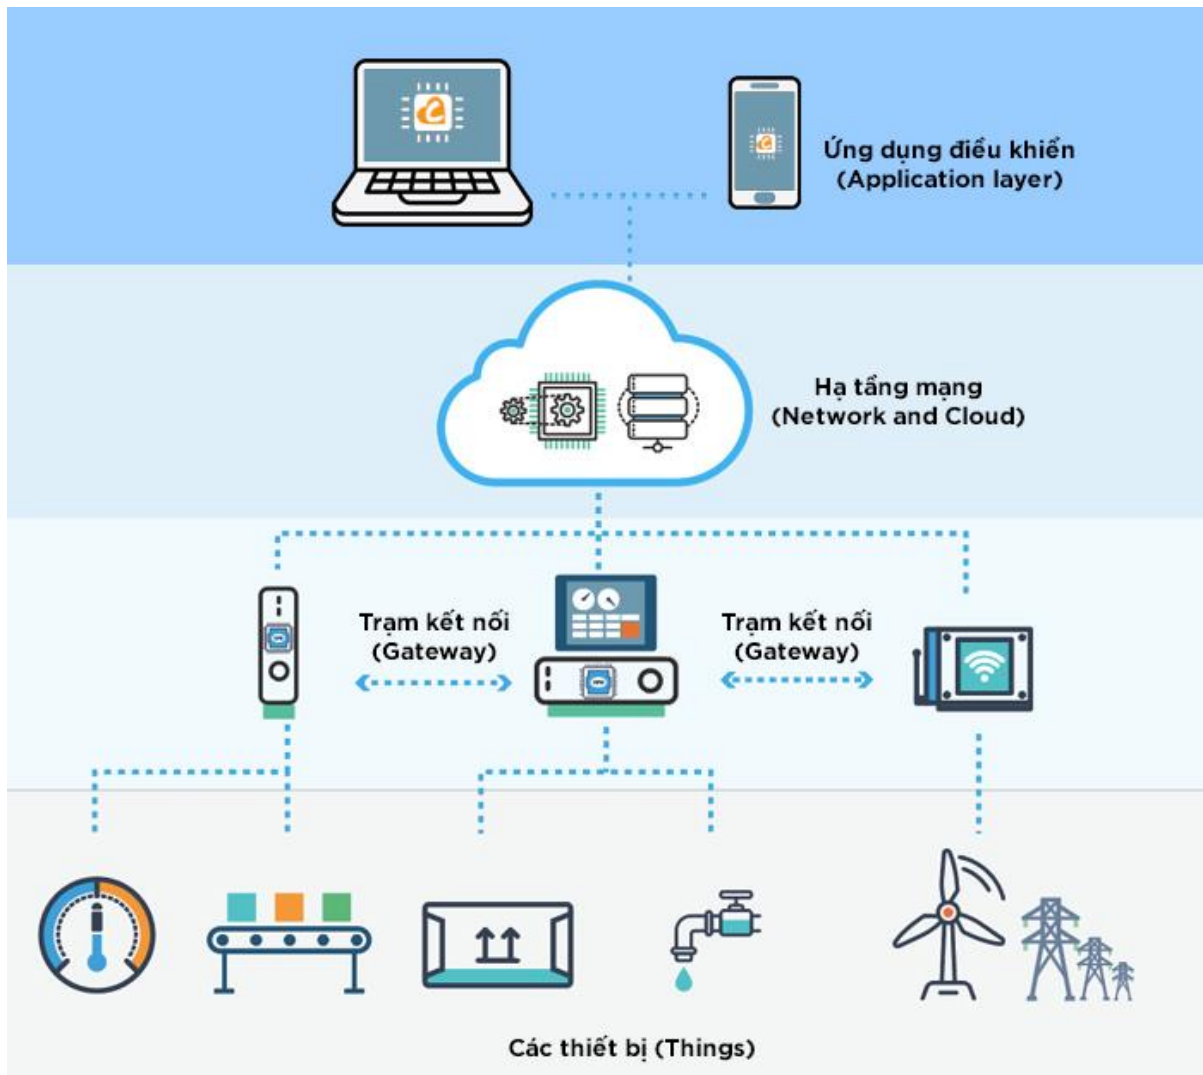 Ứng dụng điều khiển
(Application layer)
Hạ tầng mạng
(Network and Cloud)
Trạm kết nối
(Gateway)
Trạm kết nối
(Gateway)
Các thiết bị (Things)